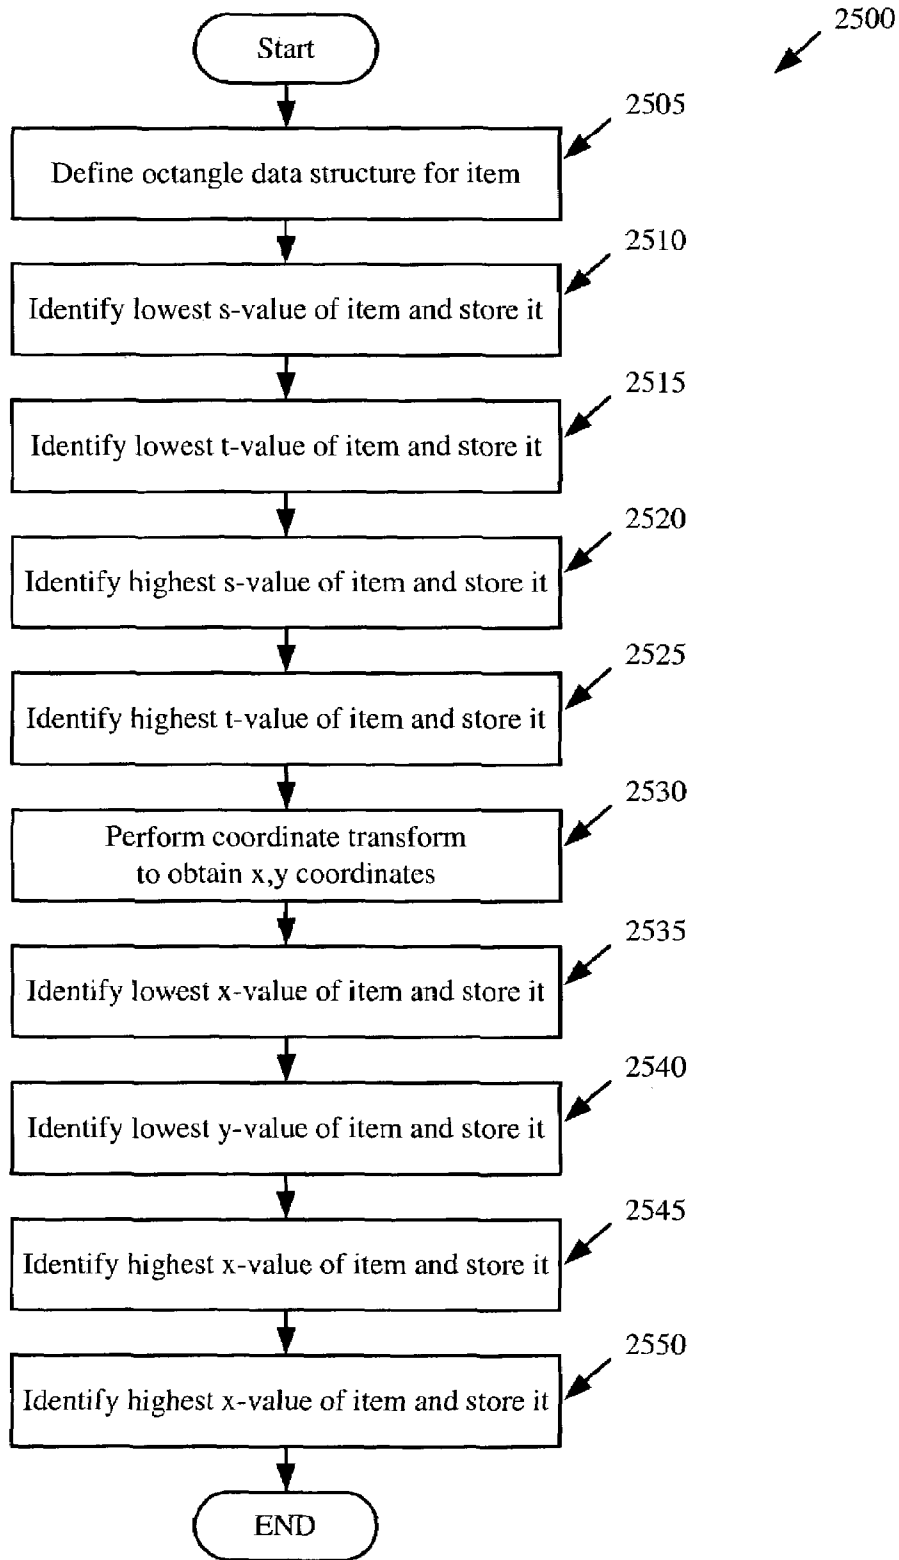 2500
Start
2505
Define octangle data structure for item
2510
Identify lowest s-value of item and store it
2515
Identify lowest t-value of item and store it
2520
Identify highest s-value of item and store it
2525
Identify highest t-value of item and store it
2530
Perform coordinate transform
to obtain x,y coordinates
2535
Identify lowest x-value of item and store it
2540
Identify lowest y-value of item and store it
2545
Identify highest x-value of item and store it
2550
Identify highest x-value of item and store it
END